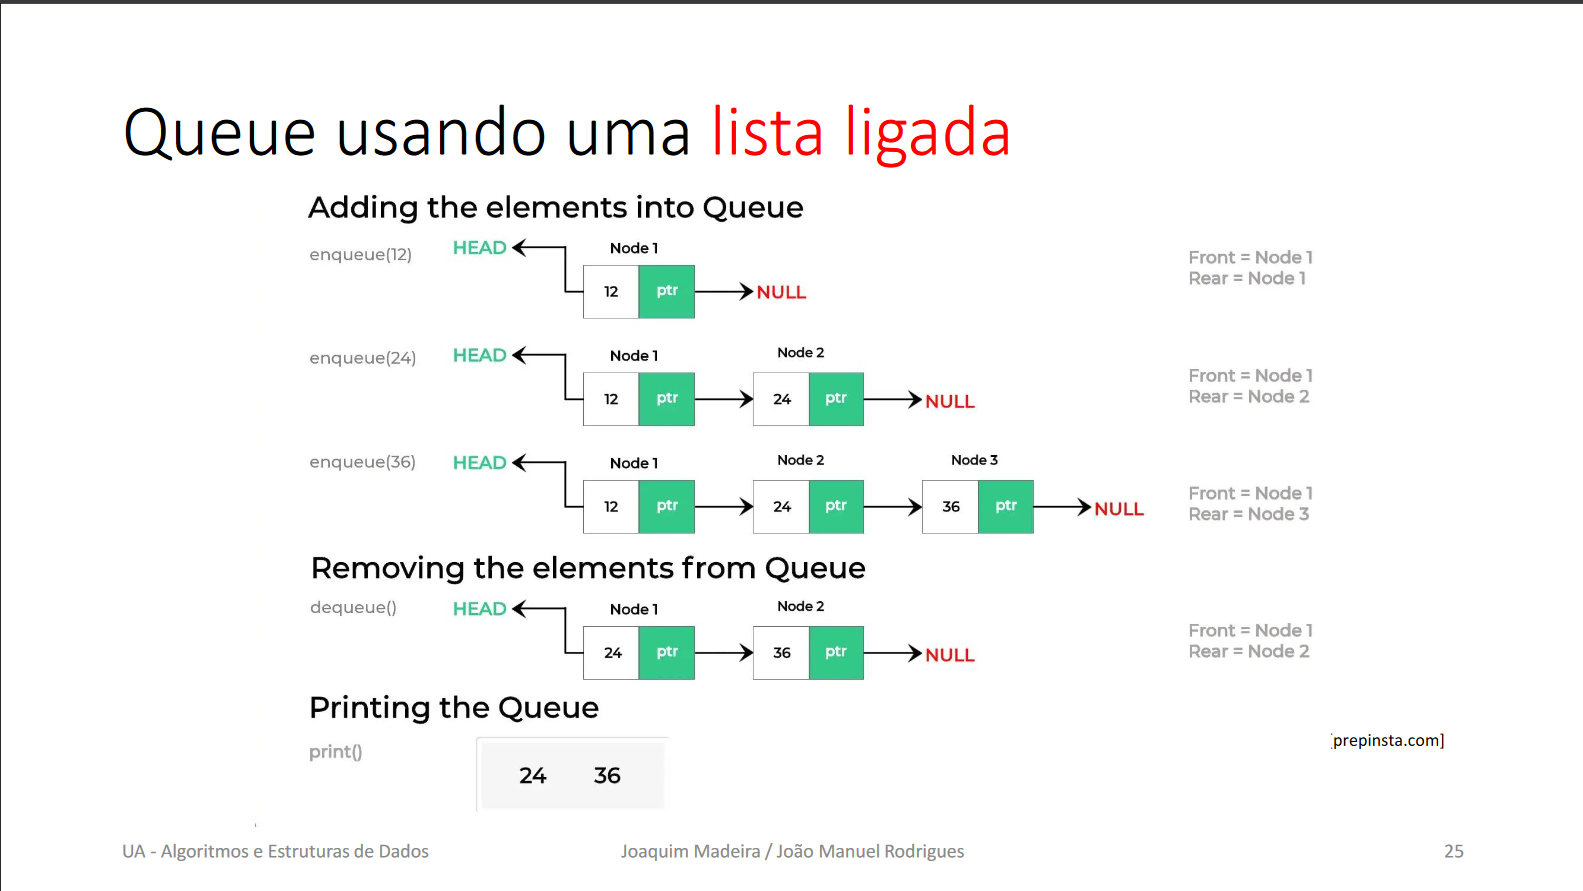 Queue usando uma lista ligada
Adding the elements into Queue
enqueue(12)
HEAD
Node 1
12
ptr
NULL
Front = Node 1
Rear = Node 1
enqueue(24)
HEAD
Node 1
Node 2
12
ptr
24
ptr
NULL
Front = Node 1
Rear = Node 2
enqueue(36)
HEAD
Node 1
Node 2
Node 3
12
ptr
24
ptr
36
ptr
NULL
Front = Node 1
Rear = Node 3
Removing the elements from Queue
dequeue()
HEAD
Node 1
Node 2
24
ptr
36
ptr
NULL
Front = Node 1
Rear = Node 2
Printing the Queue
print()
24 36
[prepinsta.com]
UA - Algoritmos e Estruturas de Dados
Joaquim Madeira / João Manuel Rodrigues
25